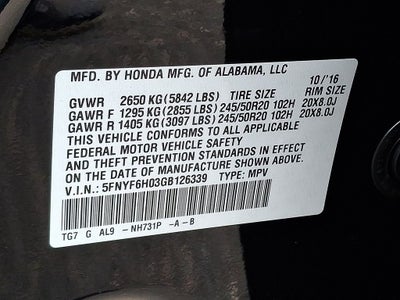 MFD. BY HONDA MFG. OF ALABAMA, LLC 10/'16
GVWR 2650 KG (5842 LBS) TIRE SIZE RIM SIZE
GAWR F 1295 KG (2855 LBS) 245/50R20 102H 20X8.0J
GAWR R 1405 KG (3097 LBS) 245/50R20 102H 20X8.0J
THIS VEHICLE CONFORMS TO ALL APPLICABLE
FEDERAL MOTOR VEHICLE SAFETY
AND THEFT PREVENTION STANDARDS IN EFFECT
ON THE DATE OF MANUFACTURE SHOWN ABOVE.
V.I.N.: 5FNYF6H03GB126339 TYPE: MPV
TG7 G AL9 -NH731P -A-B